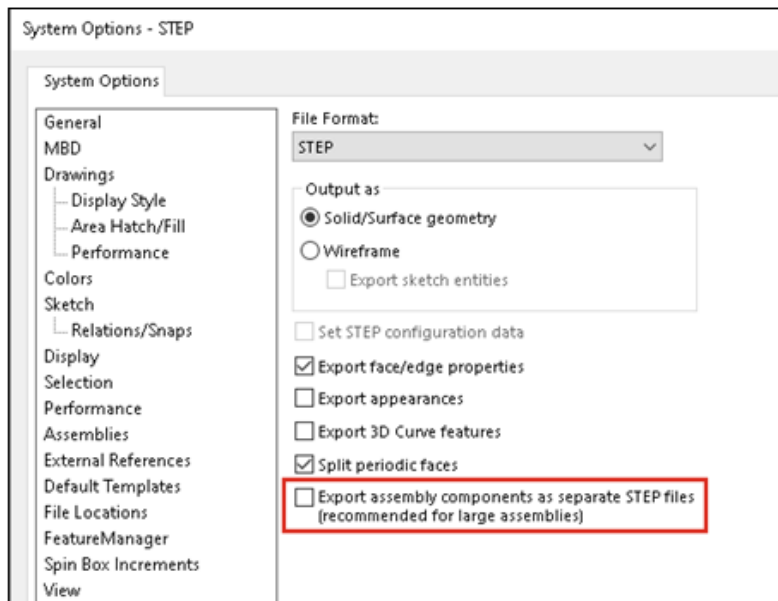 System Options - STEP
System Options
General
MBD
Drawings
Display Style
Area Hatch/Fill
Performance
Colors
Sketch
Relations/Snaps
Display
Selection
Performance
Assemblies
External References
Default Templates
File Locations
FeatureManager
Spin Box Increments
View
File Format:
STEP
Output as
Solid/Surface geometry
Wireframe
Export sketch entities
Set STEP configuration data
Export face/edge properties
Export appearances
Export 3D Curve features
Split periodic faces
Export assembly components as separate STEP files
(recommended for large assemblies)